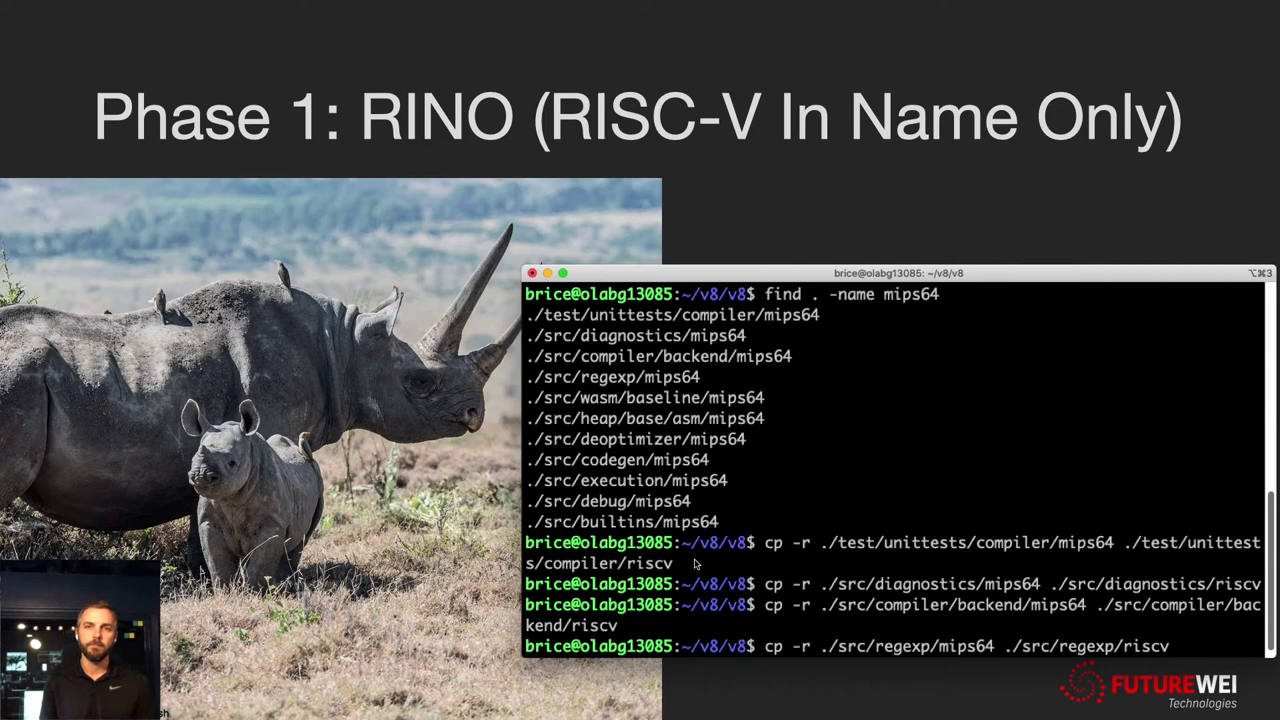 Phase 1: RINO (RISC-V In Name Only)
brice@olabg13085: ~/v8/v8
⌥⌘3
brice@olabg13085:~/v8/v8$ find . -name mips64
./test/unittests/compiler/mips64
./src/diagnostics/mips64
./src/compiler/backend/mips64
./src/regexp/mips64
./src/wasm/baseline/mips64
./src/heap/base/asm/mips64
./src/deoptimizer/mips64
./src/codegen/mips64
./src/execution/mips64
./src/debug/mips64
./src/builtins/mips64
brice@olabg13085:~/v8/v8$ cp -r ./test/unittests/compiler/mips64 ./test/unittest
s/compiler/riscv
brice@olabg13085:~/v8/v8$ cp -r ./src/diagnostics/mips64 ./src/diagnostics/riscv
brice@olabg13085:~/v8/v8$ cp -r ./src/compiler/backend/mips64 ./src/compiler/bac
kend/riscv
brice@olabg13085:~/v8/v8$ cp -r ./src/regexp/mips64 ./src/regexp/riscv
FUTUREWEI
Technologies